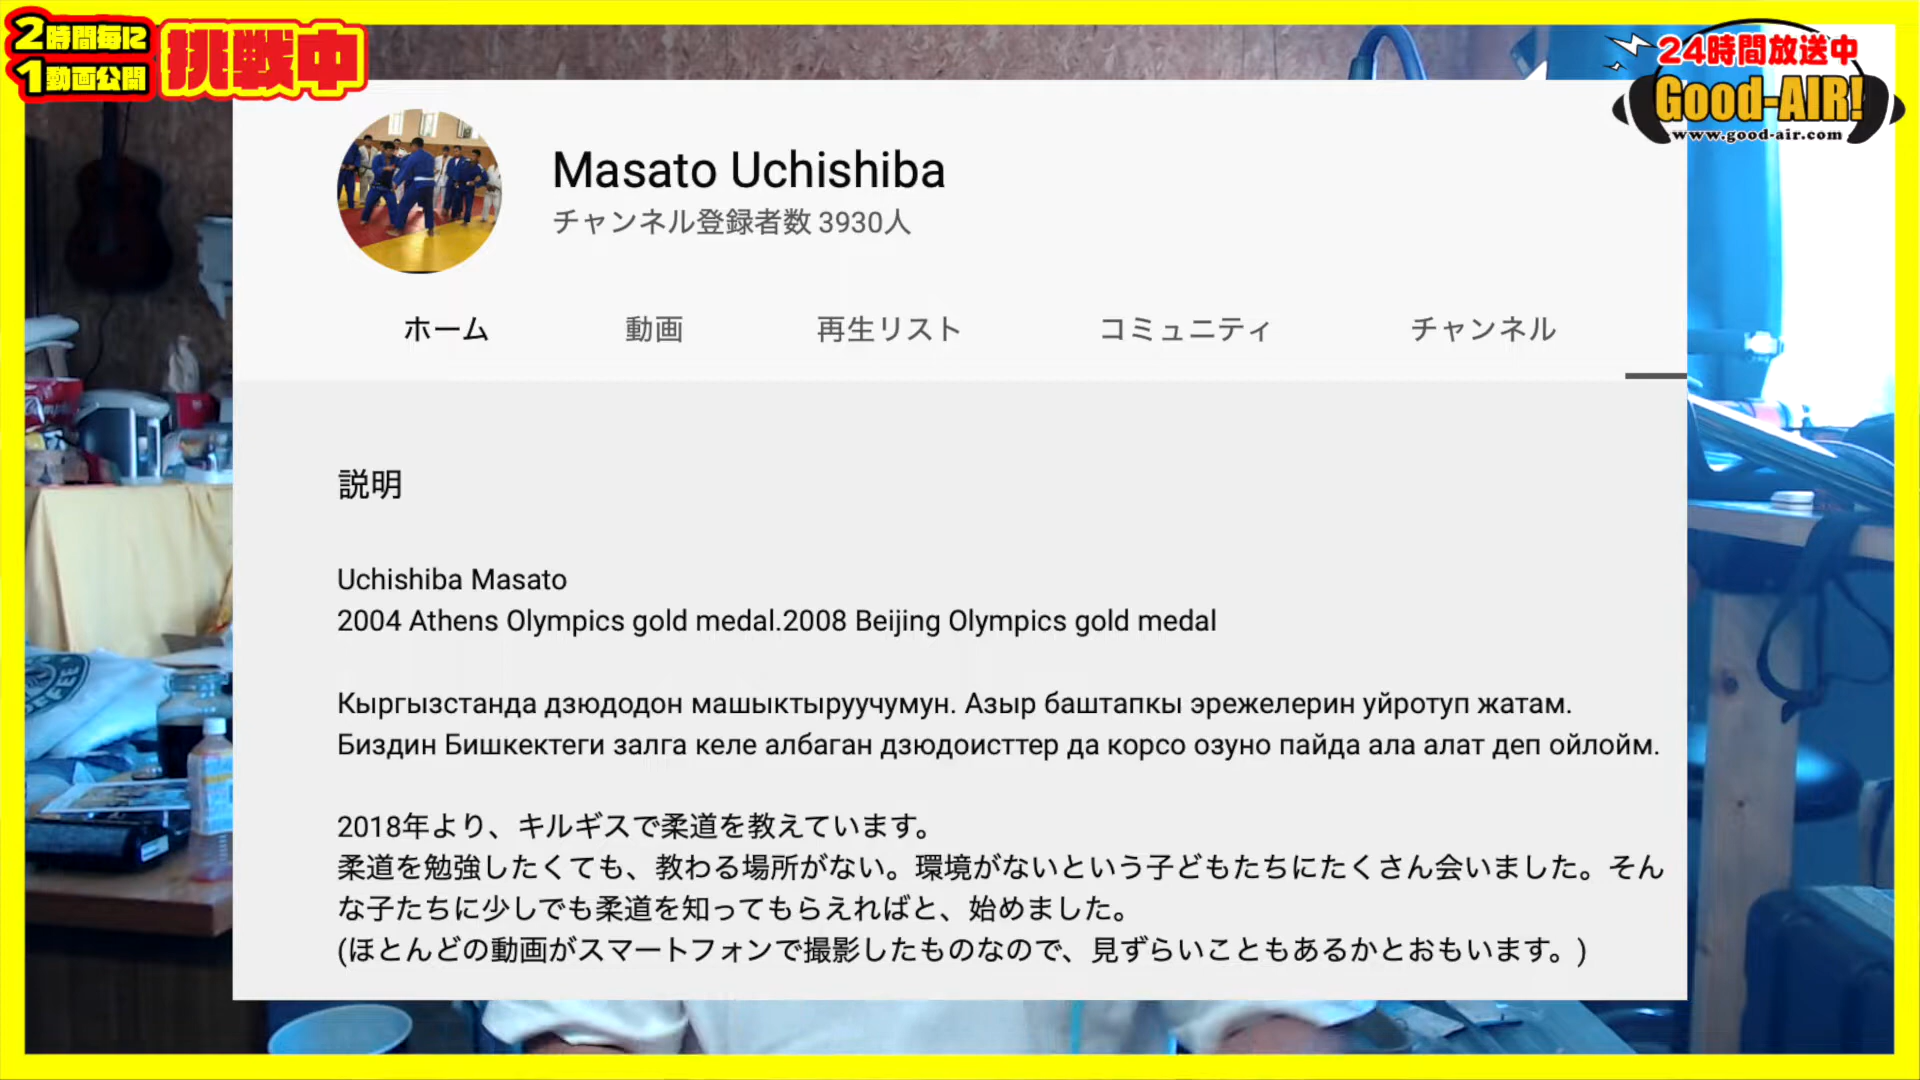 2時間毎に
1動画公開
挑戦中
24時間放送中
Good-AIR!
www.good-air.com
Masato Uchishiba
チャンネル登録者数 3930人
ホーム 動画 再生リスト コミュニティ チャンネル
説明
Uchishiba Masato
2004 Athens Olympics gold medal.2008 Beijing Olympics gold medal
Кыргызстанда дзюдодон машыктыруучумун. Азыр баштапкы эрежелерин уйротуп жатам.
Биздин Бишкектеги залга келе албаган дзюдоисттер да корсо озуно пайда ала алат деп ойлойм.
2018年より、キルギスで柔道を教えています。
柔道を勉強したくても、教わる場所がない。環境がないという子どもたちにたくさん会いました。そん
な子たちに少しでも柔道を知ってもらえればと、始めました。
(ほとんどの動画がスマートフォンで撮影したものなので、見ずらいこともあるかとおもいます。)